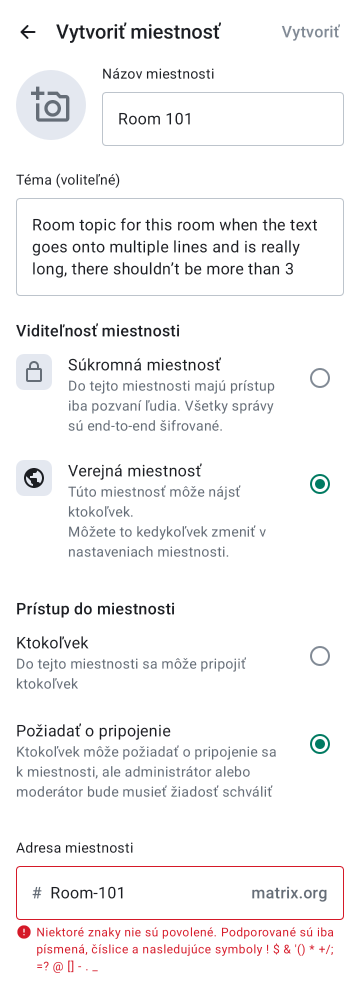 Vytvoriť miestnosť
Vytvoriť
Názov miestnosti
Room 101
Téma (voliteľné)
Room topic for this room when the text
goes onto multiple lines and is really
long, there shouldn’t be more than 3
Viditeľnosť miestnosti
Súkromná miestnosť
Do tejto miestnosti majú prístup
iba pozvaní ľudia. Všetky správy
sú end-to-end šifrované.
Verejná miestnosť
Túto miestnosť môže nájsť
ktokoľvek.
Môžete to kedykoľvek zmeniť v
nastaveniach miestnosti.
Prístup do miestnosti
Ktokoľvek
Do tejto miestnosti sa môže pripojiť
ktokoľvek
Požiadať o pripojenie
Ktokoľvek môže požiadať o pripojenie sa
k miestnosti, ale administrátor alebo
moderátor bude musieť žiadosť schváliť
Adresa miestnosti
# Room-101 matrix.org
Niektoré znaky nie sú povolené. Podporované sú iba
písmená, číslice a nasledujúce symboly ! $ & '() * +/;
=? @ [] - . _